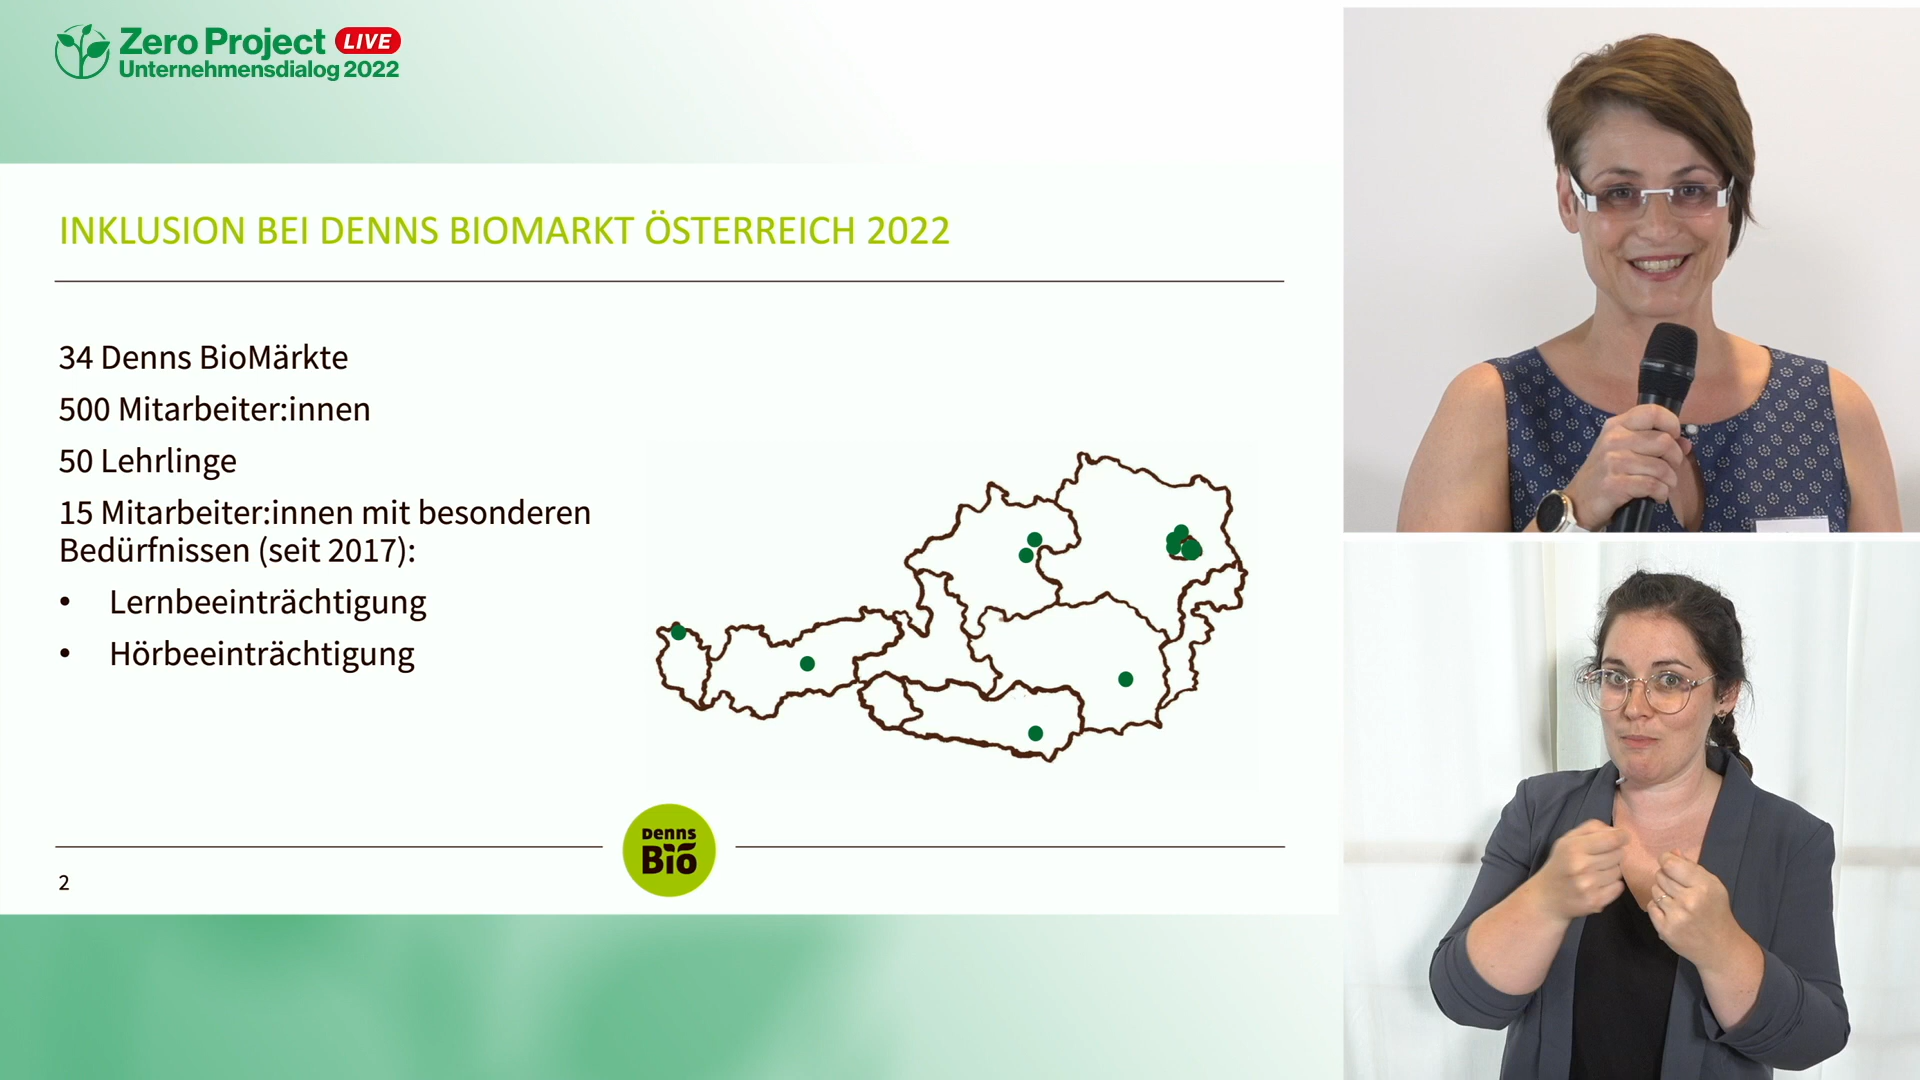 Zero Project LIVE
Unternehmensdialog 2022
INKLUSION BEI DENNS BIOMARKT ÖSTERREICH 2022
34 Denns BioMärkte
500 Mitarbeiter:innen
50 Lehrlinge
15 Mitarbeiter:innen mit besonderen
Bedürfnissen (seit 2017):
• Lernbeeinträchtigung
• Hörbeeinträchtigung
Denns
Bio
2